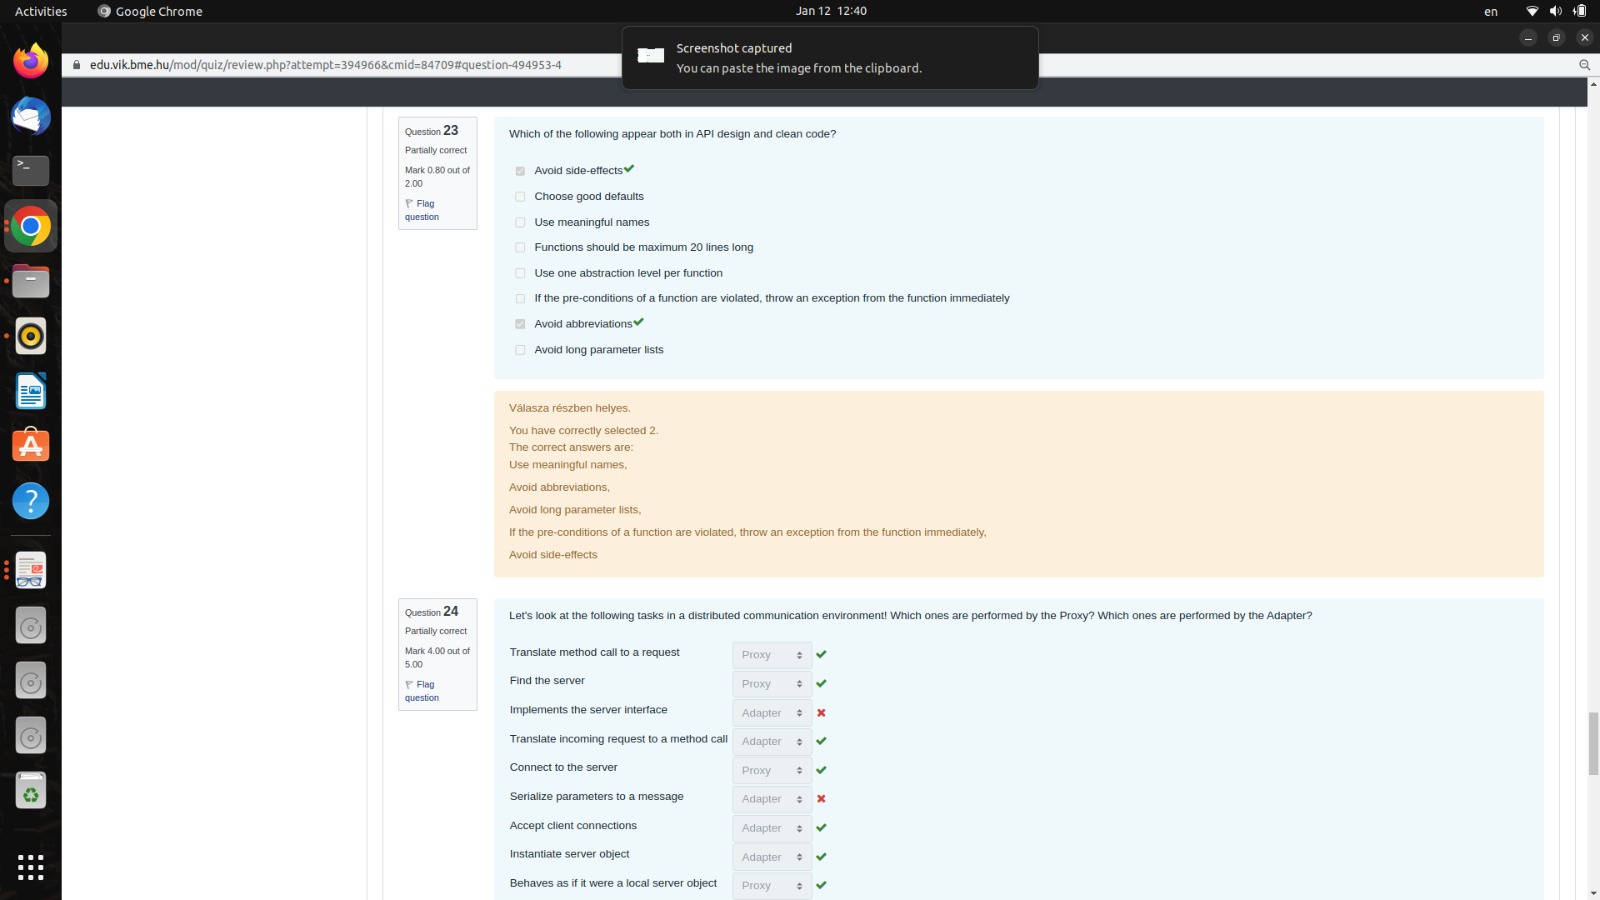 Activities
Google Chrome
Jan 12 12:40
en
Screenshot captured
You can paste the image from the clipboard.
edu.vik.bme.hu/mod/quiz/review.php?attempt=394966&cmid=84709#question-494953-4
Question 23
Partially correct
Mark 0.80 out of
2.00
Flag
question
Which of the following appear both in API design and clean code?
Avoid side-effects
Choose good defaults
Use meaningful names
Functions should be maximum 20 lines long
Use one abstraction level per function
If the pre-conditions of a function are violated, throw an exception from the function immediately
Avoid abbreviations
Avoid long parameter lists
Válasza részben helyes.
You have correctly selected 2.
The correct answers are:
Use meaningful names,
Avoid abbreviations,
Avoid long parameter lists,
If the pre-conditions of a function are violated, throw an exception from the function immediately,
Avoid side-effects
Question 24
Partially correct
Mark 4.00 out of
5.00
Flag
question
Let's look at the following tasks in a distributed communication environment! Which ones are performed by the Proxy? Which ones are performed by the Adapter?
Translate method call to a request Proxy
Find the server Proxy
Implements the server interface Adapter
Translate incoming request to a method call Adapter
Connect to the server Proxy
Serialize parameters to a message Adapter
Accept client connections Adapter
Instantiate server object Adapter
Behaves as if it were a local server object Proxy